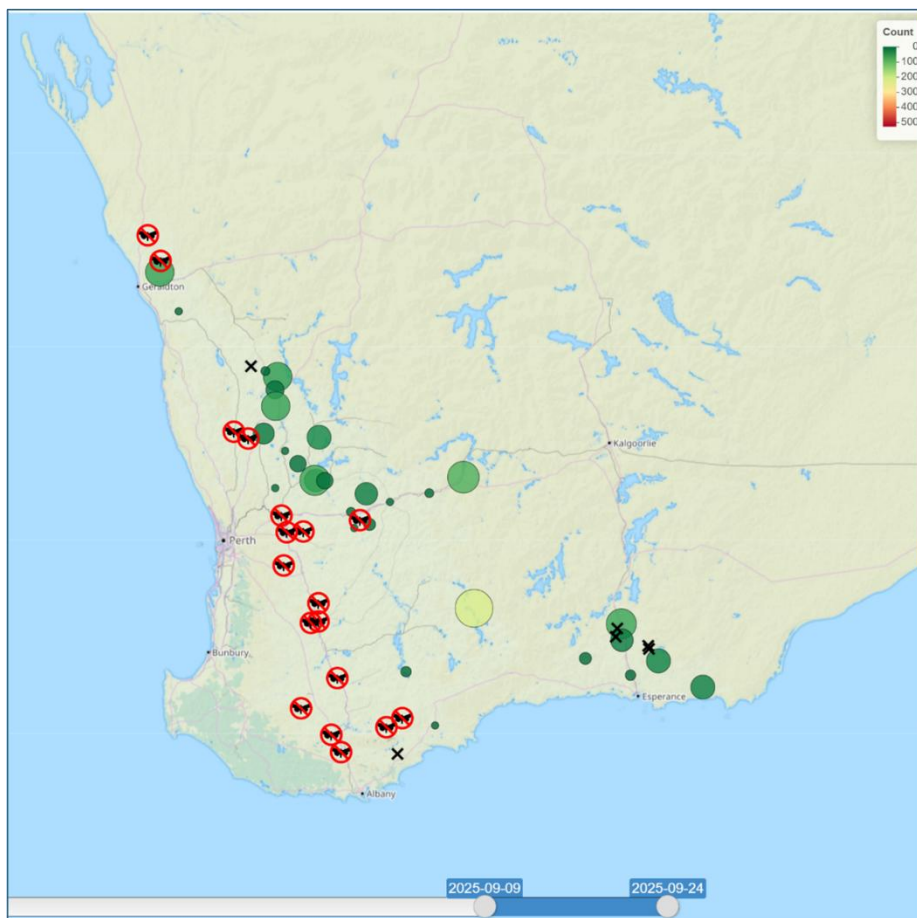 Count
0
100
200
300
400
500
Geraldton
Kalgoorlie
Perth
Bunbury
Esperance
Albany
2025-09-09
2025-09-24